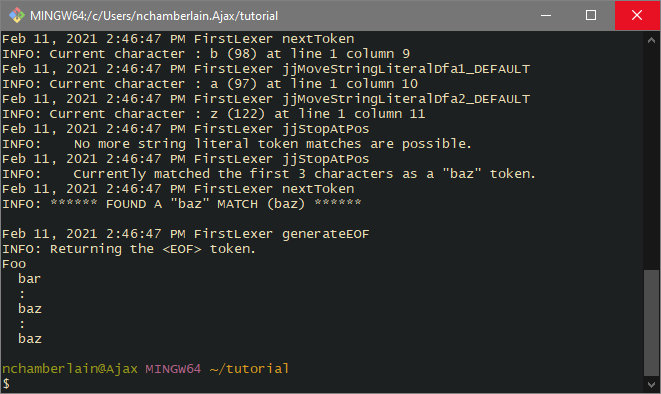 MINGW64:/c/Users/nchamberlain.Ajax/tutorial
Feb 11, 2021 2:46:47 PM FirstLexer nextToken
INFO: Current character : b (98) at line 1 column 9
Feb 11, 2021 2:46:47 PM FirstLexer jjMoveStringLiteralDfa1_DEFAULT
INFO: Current character : a (97) at line 1 column 10
Feb 11, 2021 2:46:47 PM FirstLexer jjMoveStringLiteralDfa2_DEFAULT
INFO: Current character : z (122) at line 1 column 11
Feb 11, 2021 2:46:47 PM FirstLexer jjStopAtPos
INFO:    No more string literal token matches are possible.
Feb 11, 2021 2:46:47 PM FirstLexer jjStopAtPos
INFO:    Currently matched the first 3 characters as a "baz" token.
Feb 11, 2021 2:46:47 PM FirstLexer nextToken
INFO: ****** FOUND A "baz" MATCH (baz) ******

Feb 11, 2021 2:46:47 PM FirstLexer generateEOF
INFO: Returning the <EOF> token.
Foo
  bar
  :
  baz
  :
  baz

nchamberlain@Ajax MINGW64 ~/tutorial
$